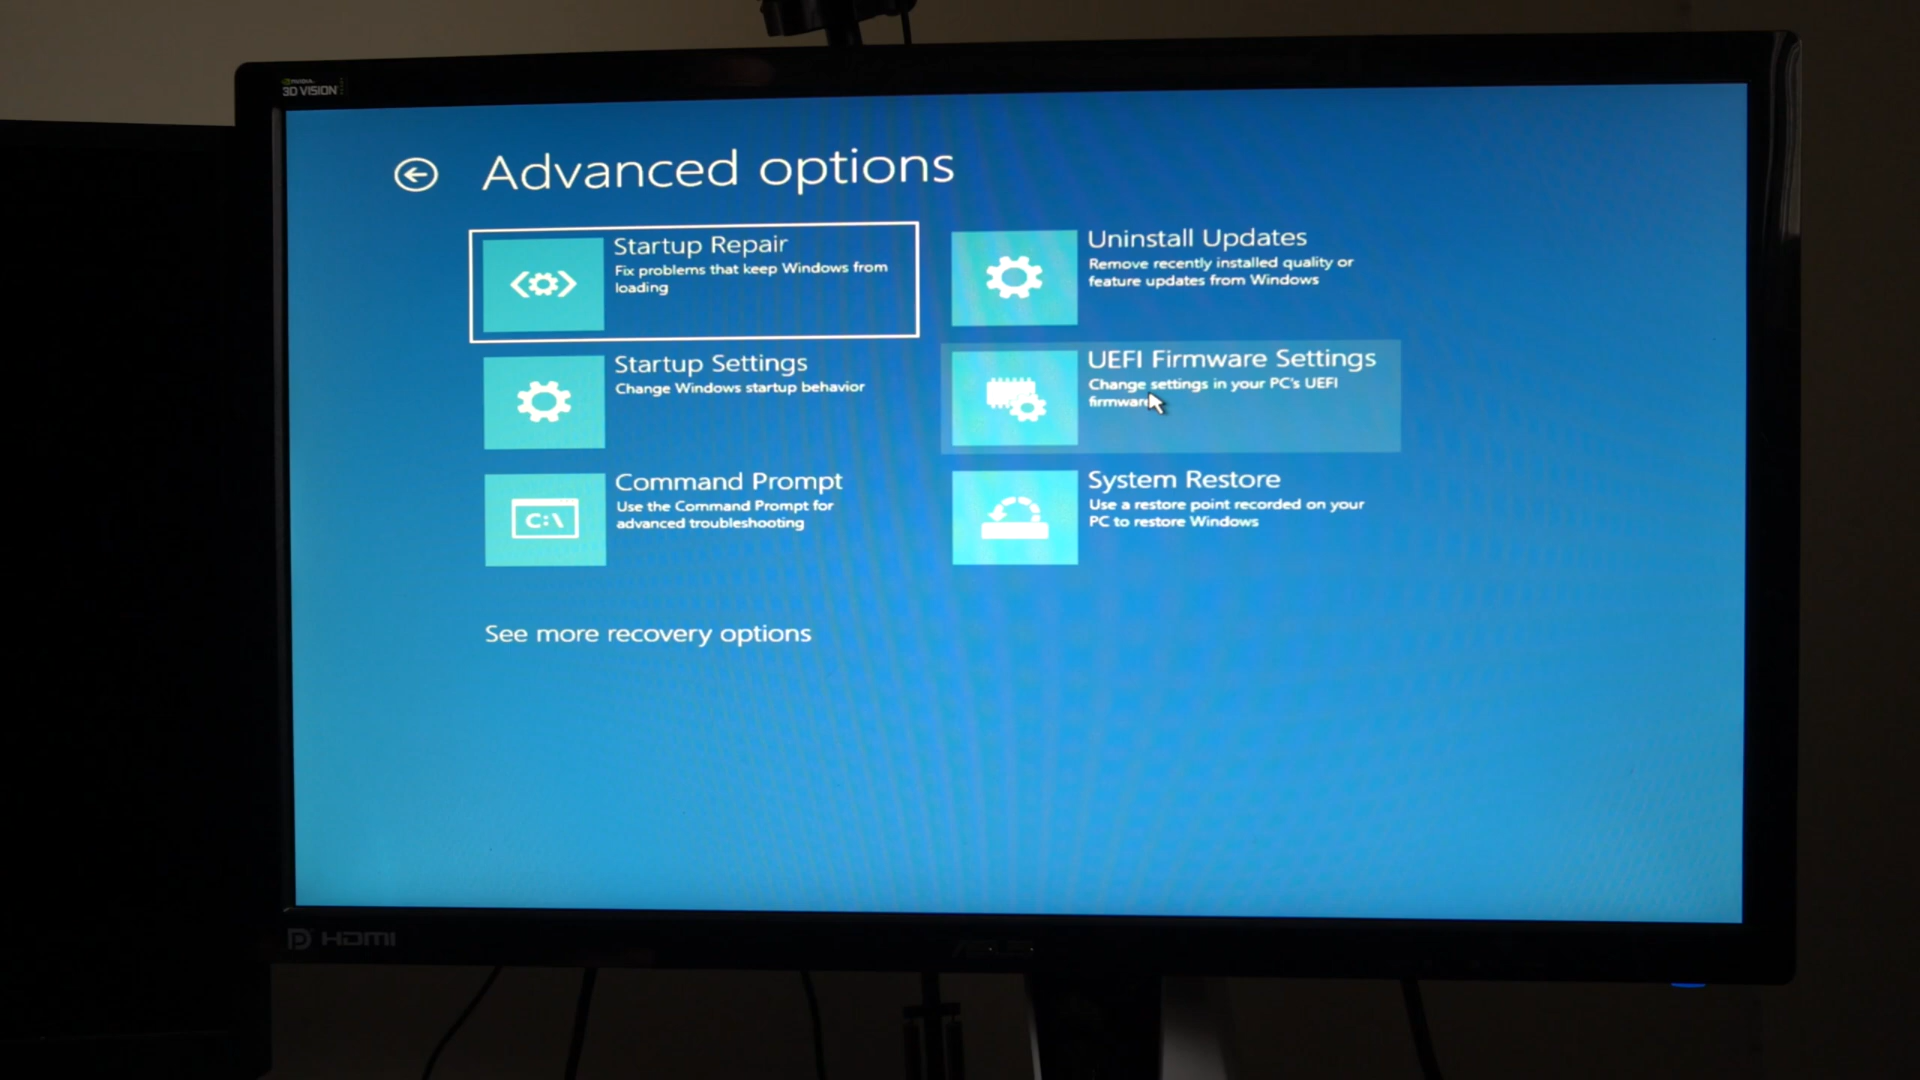 NVIDIA.
3D VISION
Advanced options
Startup Repair
Fix problems that keep Windows from
loading
Uninstall Updates
Remove recently installed quality or
feature updates from Windows
Startup Settings
Change Windows startup behavior
UEFI Firmware Settings
Change settings in your PC's UEFI
firmware
Command Prompt
Use the Command Prompt for
advanced troubleshooting
C:\
System Restore
Use a restore point recorded on your
PC to restore Windows
See more recovery options
HDMI
ASUS